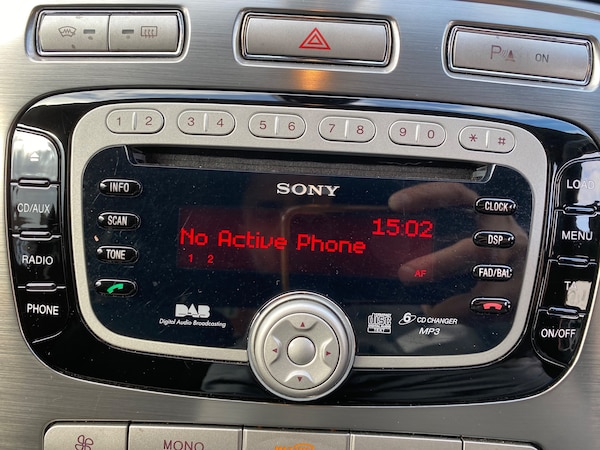 P ON
1 2 3 4 5 6 7 8 9 0 * #
SONY
INFO
CLOCK
CD/AUX
SCAN
15:02
DSP
MENU
No Active Phone
RADIO
TONE
1 2
AF
FAD/BAL
PHONE
DAB
Digital Audio Broadcasting
6 CD CHANGER
MP3
ON/OFF
MONO